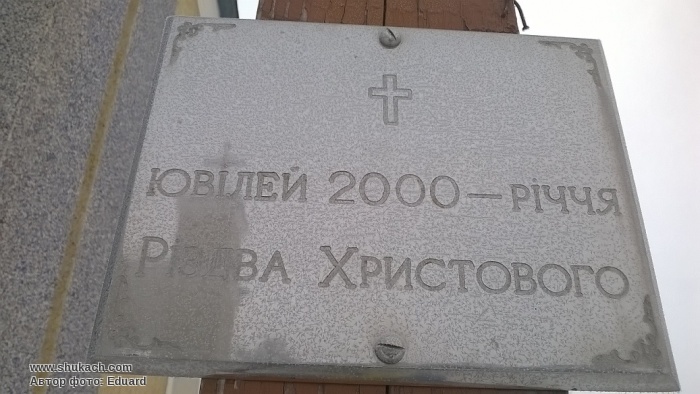 ЮВІЛЕЙ 2000 – РІЧЧЯ
РІЗДВА ХРИСТОВОГО
www.shukach.com
Автор фото: Eduard